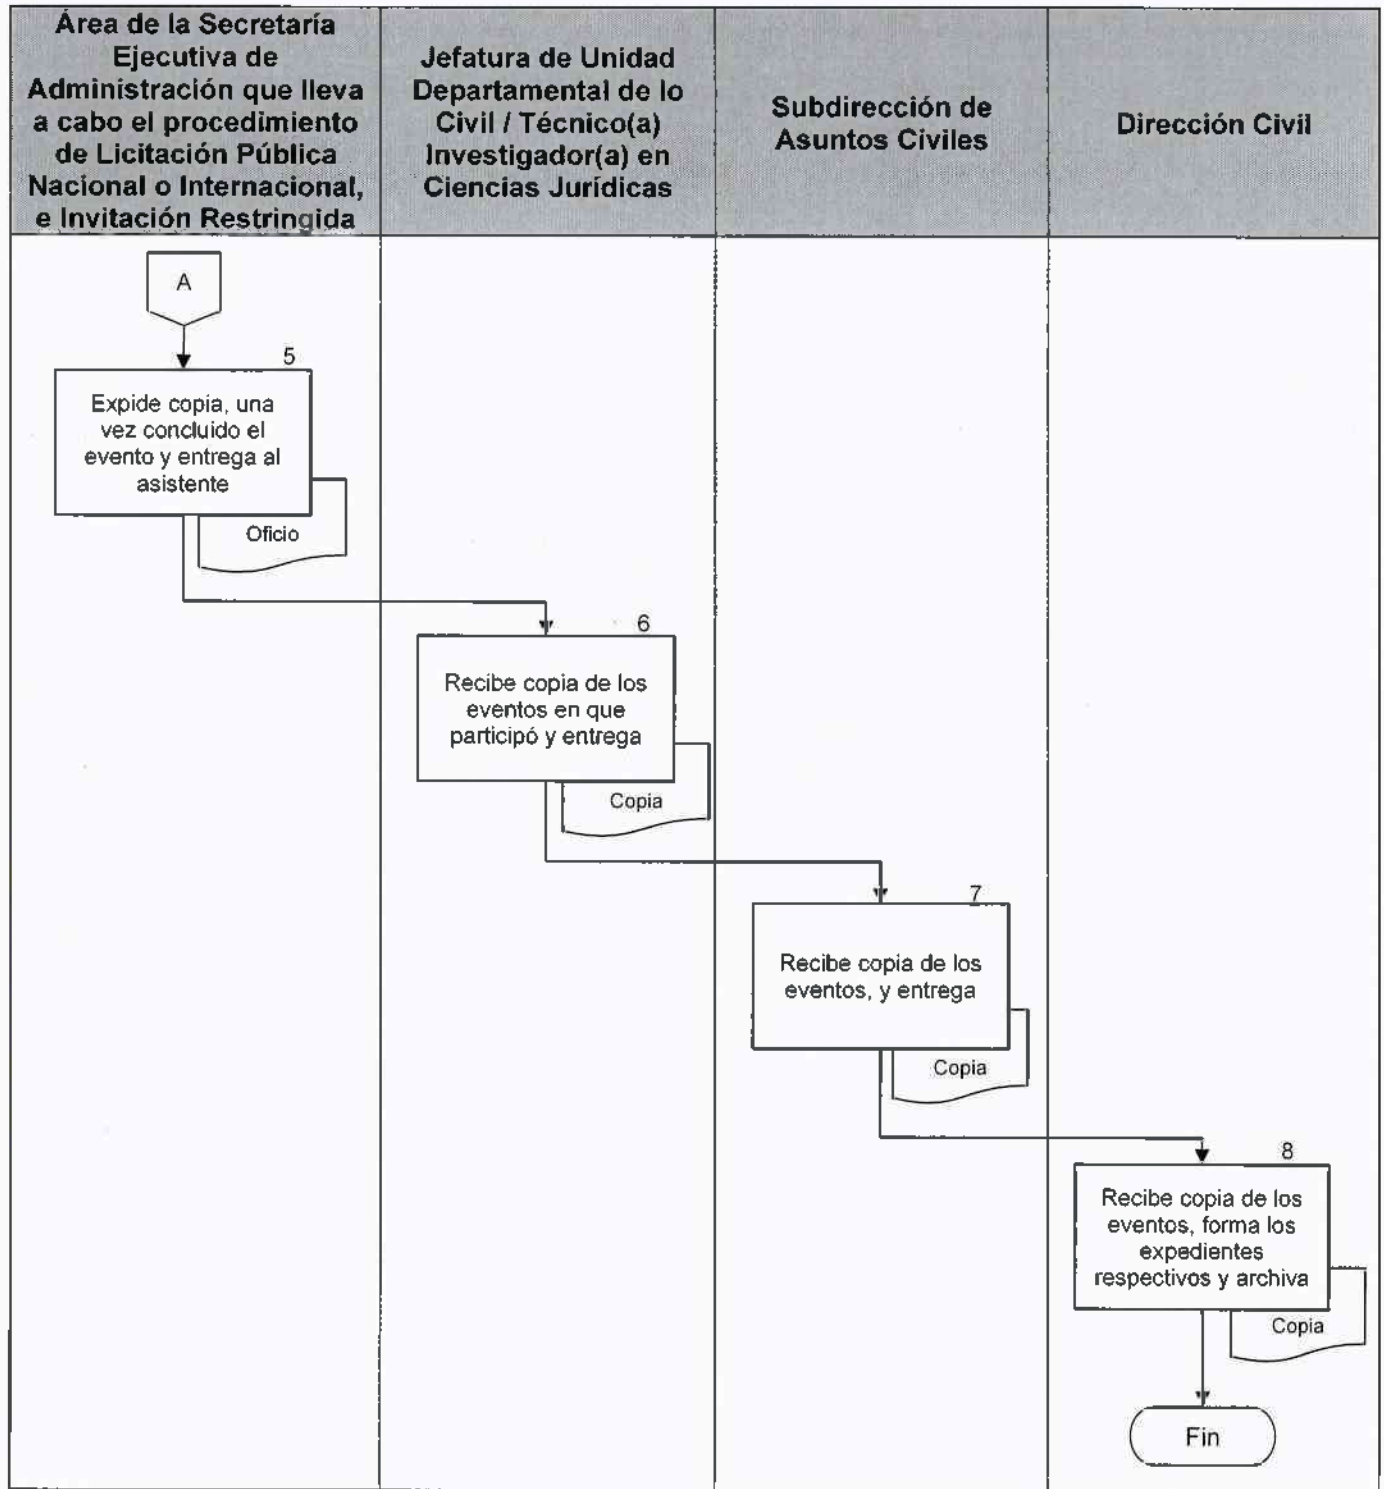 Área de la Secretaría
Ejecutiva de
Administración que lleva
a cabo el procedimiento
de Licitación Pública
Nacional o Internacional,
e Invitación Restringida
Jefatura de Unidad
Departamental de lo
Civil / Técnico(a)
Investigador(a) en
Ciencias Jurídicas
Subdirección de
Asuntos Civiles
Dirección Civil
A
5
Expide copia, una
vez concluido el
evento y entrega al
asistente
Oficio
6
Recibe copia de los
eventos en que
participó y entrega
Copia
7
Recibe copia de los
eventos, y entrega
Copia
8
Recibe copia de los
eventos, forma los
expedientes
respectivos y archiva
Copia
Fin